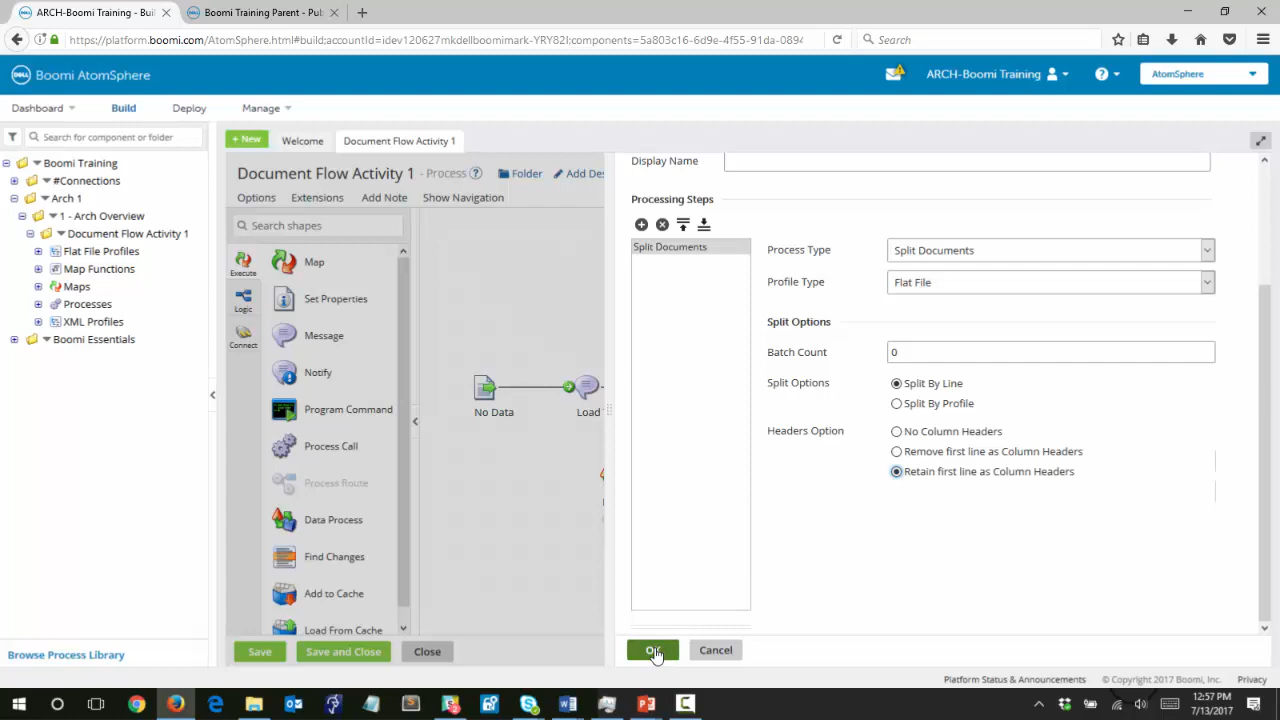 ARCH-Boomi Training - Buil
Boomi Training Parent - Pub
https://platform.boomi.com/AtomSphere.html#build;accountId=idev120627mkdellboomimark-YRY82I;components=5a803c16-6d9e-4f55-91da-0894
Search
Boomi AtomSphere
ARCH-Boomi Training
AtomSphere
Dashboard
Build
Deploy
Manage
Search for component or folder
+ New
Welcome
Document Flow Activity 1
Boomi Training
#Connections
Arch 1
1 - Arch Overview
Document Flow Activity 1
Flat File Profiles
Map Functions
Maps
Processes
XML Profiles
Boomi Essentials
Browse Process Library
Document Flow Activity 1 - Process
Folder
Add Des
Options
Extensions
Add Note
Show Navigation
Search shapes
Execute
Logic
Connect
Map
Set Properties
Message
Notify
Program Command
Process Call
Process Route
Data Process
Find Changes
Add to Cache
Load From Cache
No Data
Load
Save
Save and Close
Close
Display Name
Processing Steps
Split Documents
Process Type
Split Documents
Profile Type
Flat File
Split Options
Batch Count
0
Split Options
Split By Line
Split By Profile
Headers Option
No Column Headers
Remove first line as Column Headers
Retain first line as Column Headers
Cancel
Platform Status & Announcements
© Copyright 2017 Boomi, Inc.
Privacy
12:57 PM
7/13/2017